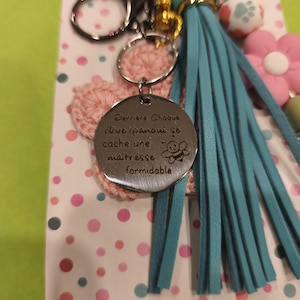 Derrière Chaque
élève épanoui se
cache une
maîtresse
formidable